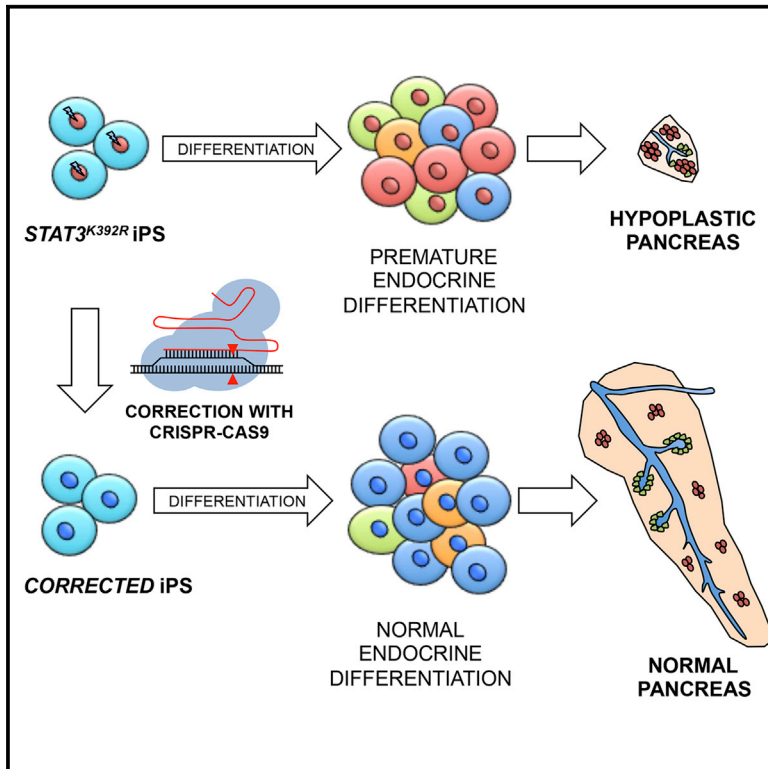 DIFFERENTIATION
STAT3K392R iPS
PREMATURE
ENDOCRINE
DIFFERENTIATION
HYPOPLASTIC
PANCREAS
CORRECTION WITH
CRISPR-CAS9
DIFFERENTIATION
CORRECTED iPS
NORMAL
ENDOCRINE
DIFFERENTIATION
NORMAL
PANCREAS